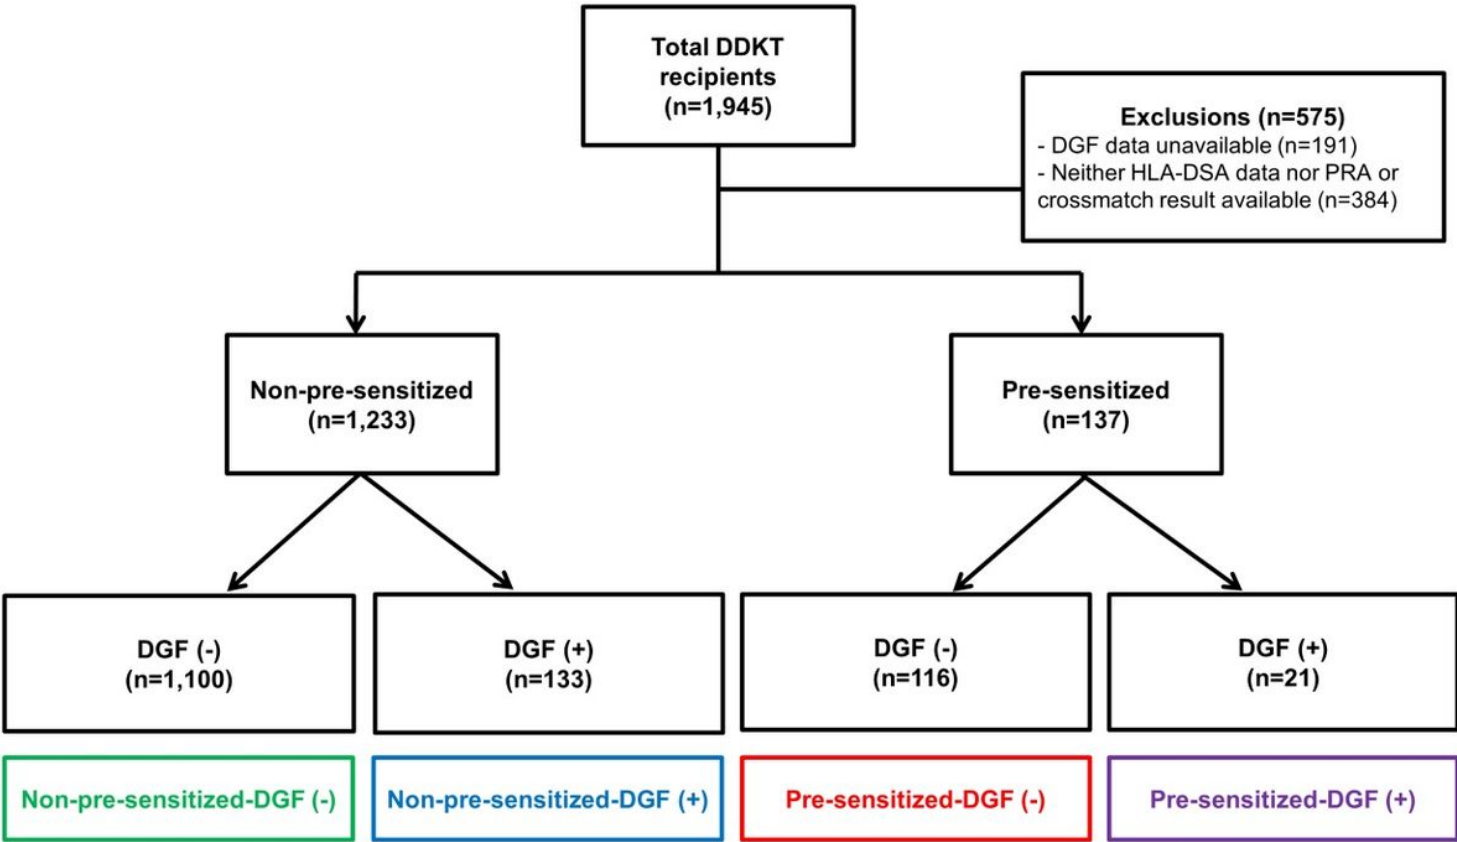 Total DDKT
recipients
(n=1,945)
Exclusions (n=575)
- DGF data unavailable (n=191)
- Neither HLA-DSA data nor PRA or
crossmatch result available (n=384)
Non-pre-sensitized
(n=1,233)
Pre-sensitized
(n=137)
DGF (-)
(n=1,100)
DGF (+)
(n=133)
DGF (-)
(n=116)
DGF (+)
(n=21)
Non-pre-sensitized-DGF (-)
Non-pre-sensitized-DGF (+)
Pre-sensitized-DGF (-)
Pre-sensitized-DGF (+)